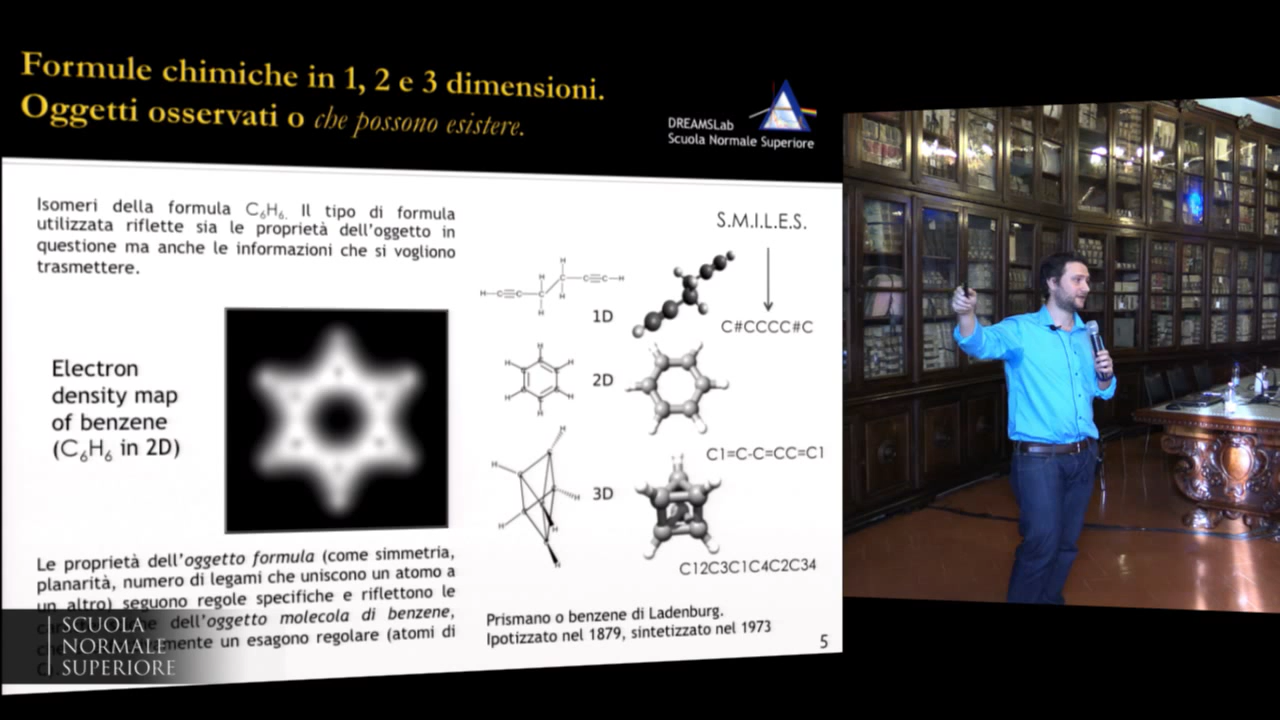 Formule chimiche in 1, 2 e 3 dimensioni.
Oggetti osservati o che possono esistere.
DREAMSLab
Scuola Normale Superiore
Isomeri della formula C₆H₆. Il tipo di formula
utilizzata riflette sia le proprietà dell'oggetto in
questione ma anche le informazioni che si vogliono
trasmettere.
Electron
density map
of benzene
(C₆H₆ in 2D)
Le proprietà dell'oggetto formula (come simmetria,
planarità, numero di legami che uniscono un atomo a
un altro) seguono regole specifiche e riflettono le
dell'oggetto molecola di benzene,
un esagono regolare (atomi di
S.M.I.L.E.S.
H C≡C C C C≡C H
H H H H
1D
C#CCCC#C
H H H H H H
2D
C1=C-C=CC=C1
H H H H H H
3D
C12C3C1C4C2C34
Prismano o benzene di Ladenburg.
Ipotizzato nel 1879, sintetizzato nel 1973
5
SCUOLA
NORMALE
SUPERIORE